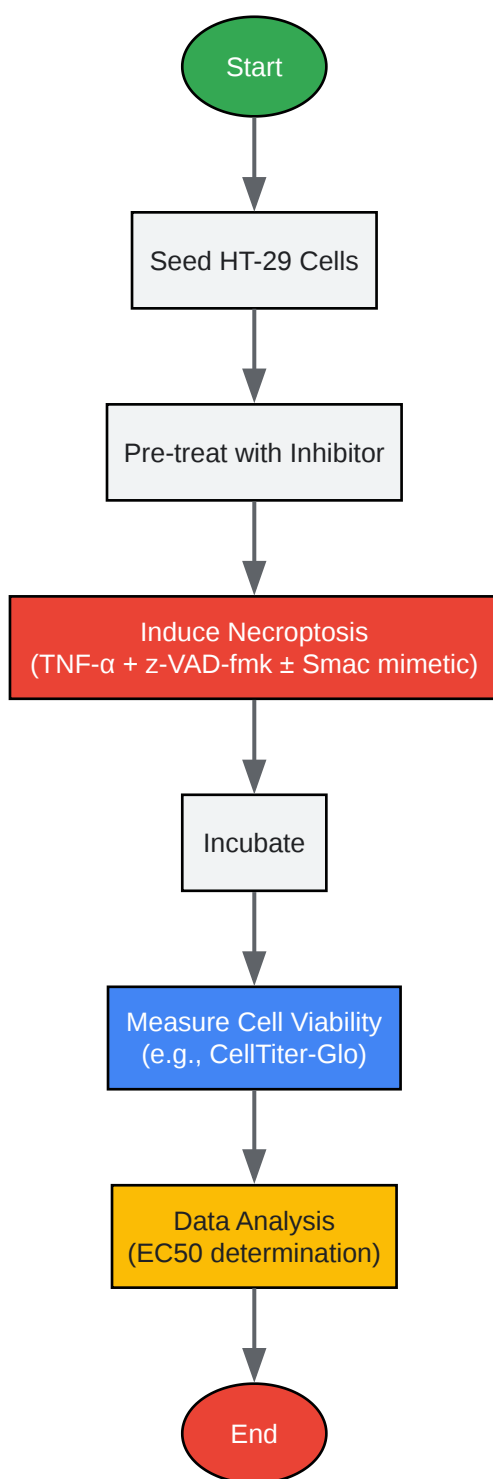 Start
Seed HT-29 Cells
Pre-treat with Inhibitor
Induce Necroptosis
(TNF-α + z-VAD-fmk ± Smac mimetic)
Incubate
Measure Cell Viability
(e.g., CellTiter-Glo)
Data Analysis
(EC50 determination)
End